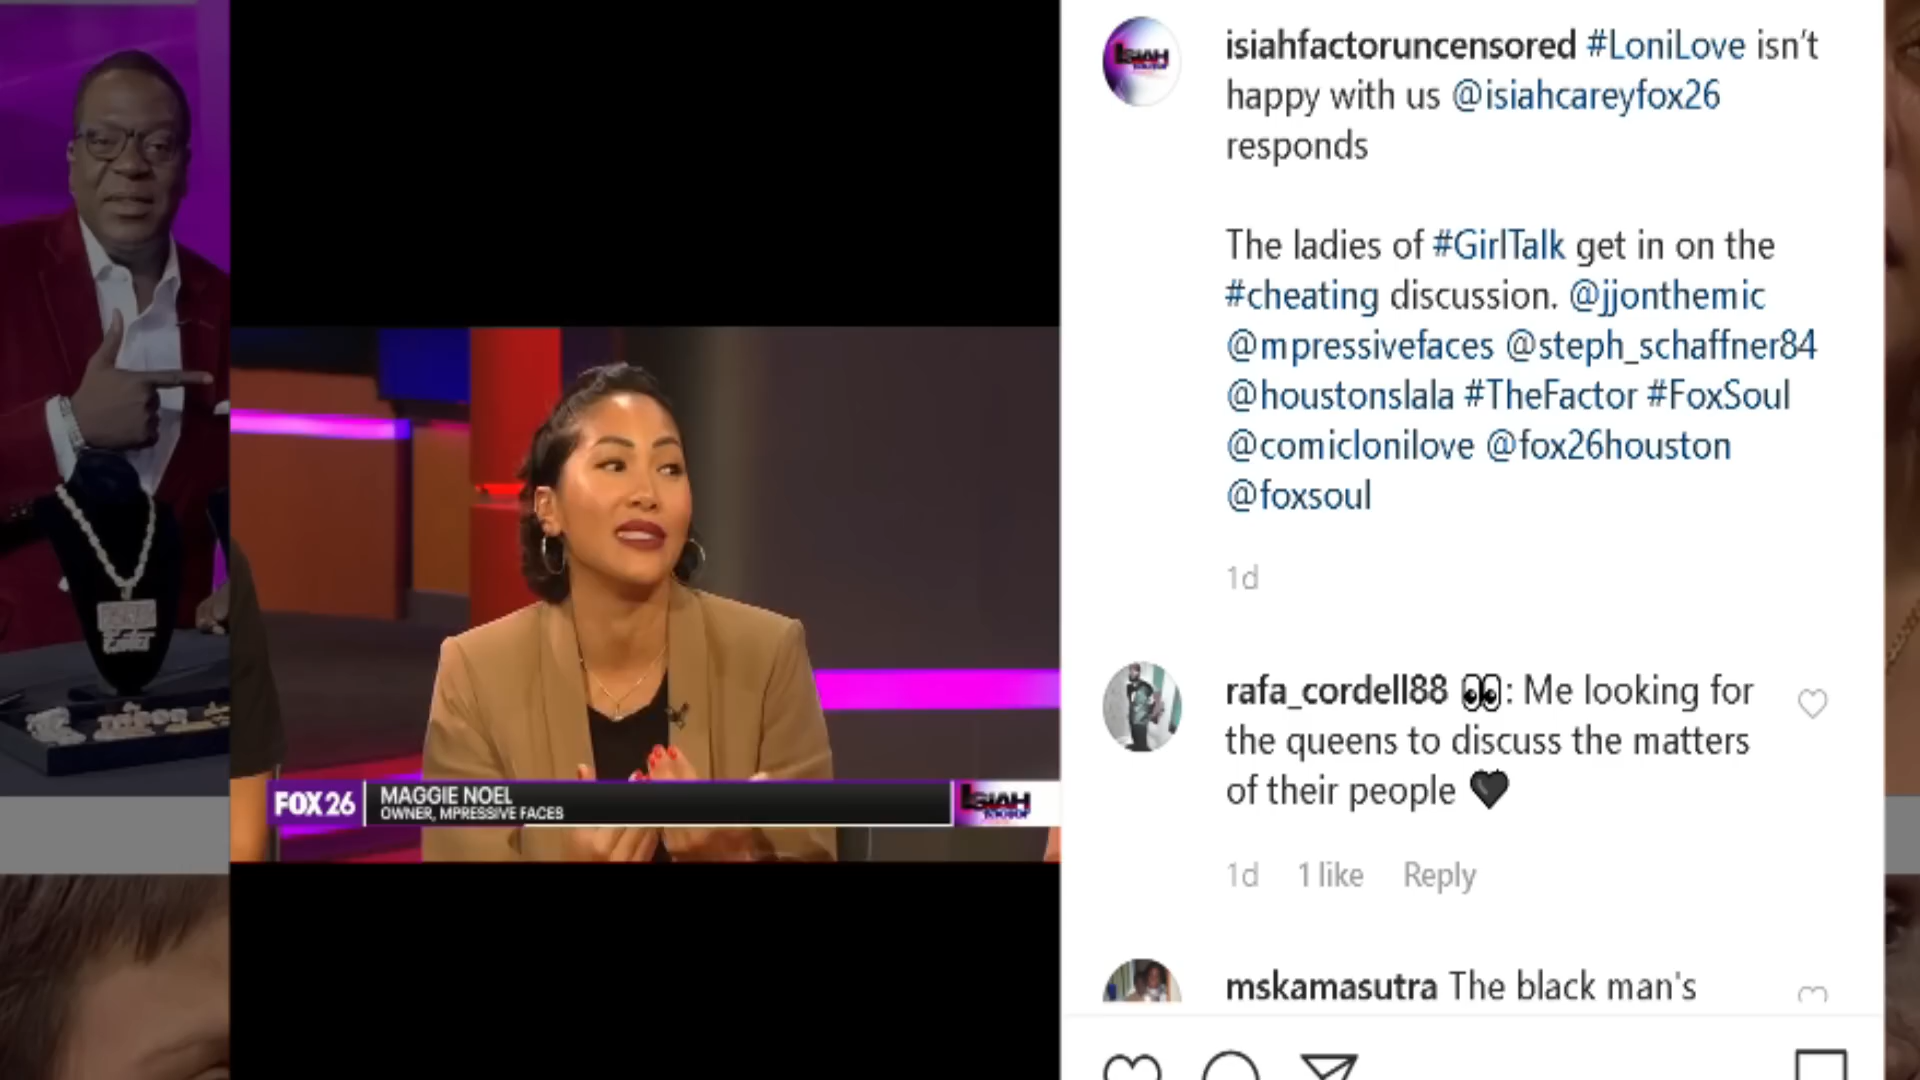 isiahfactoruncensored #LoniLove isn't
happy with us @isiahcareyfox26
responds
The ladies of #GirlTalk get in on the
#cheating discussion. @jjonthemic
@mpressivefaces @steph_schaffner84
@houstonslala #TheFactor #FoxSoul
@comiclonilove @fox26houston
@foxsoul
1d
rafa_cordell88 👀: Me looking for
the queens to discuss the matters
of their people 🖤
1d 1 like Reply
mskamasutra The black man's
FOX 26
MAGGIE NOEL
OWNER, MPRESSIVE FACES
ISIAH
FACTOR
ISIAH